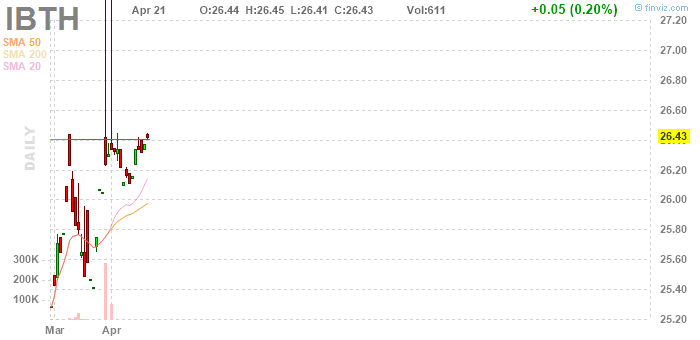 IBTH
Apr 21 O:26.44 H:26.45 L:26.41 C:26.43 Vol:611 +0.05 (0.20%)
© finviz.com
SMA 50
SMA 200
SMA 20
DAILY
27.20
27.00
26.80
26.60
26.43
26.20
26.00
25.80
25.60
25.40
25.20
300K
200K
100K
Mar Apr